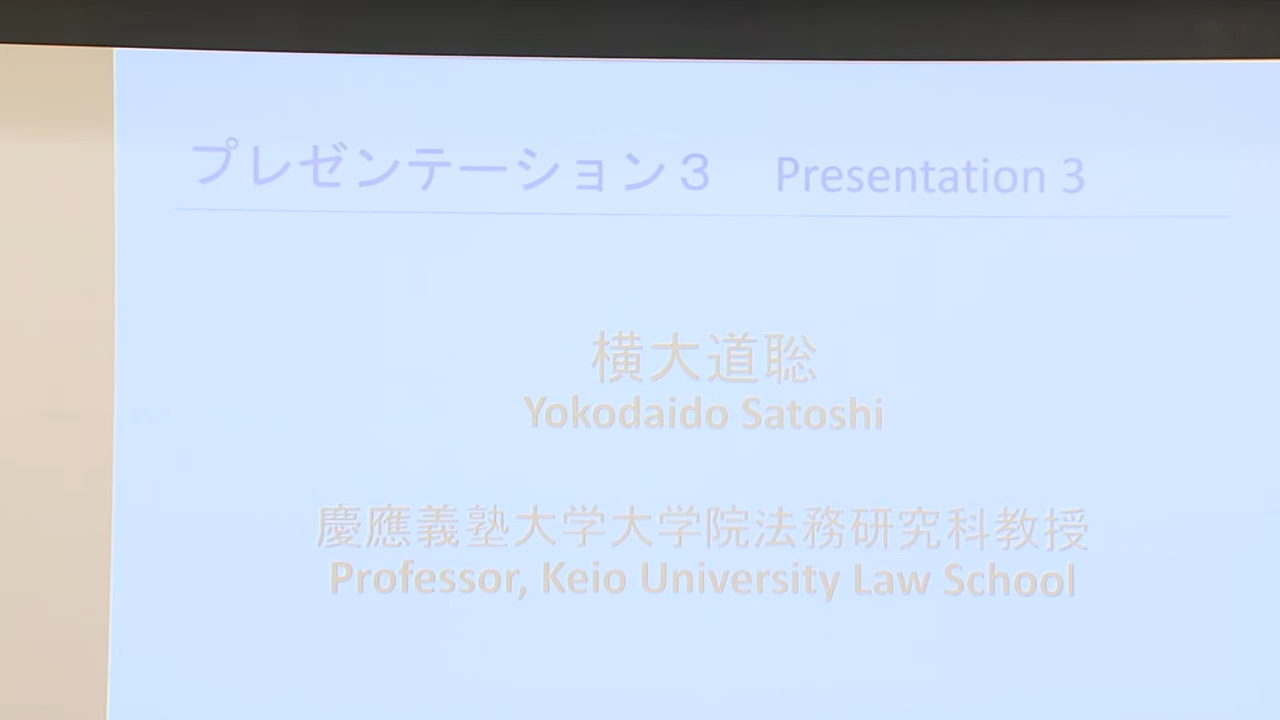 プレゼンテーション３　Presentation 3
横大道聡
Yokodaido Satoshi
慶應義塾大学大学院法務研究科教授
Professor, Keio University Law School